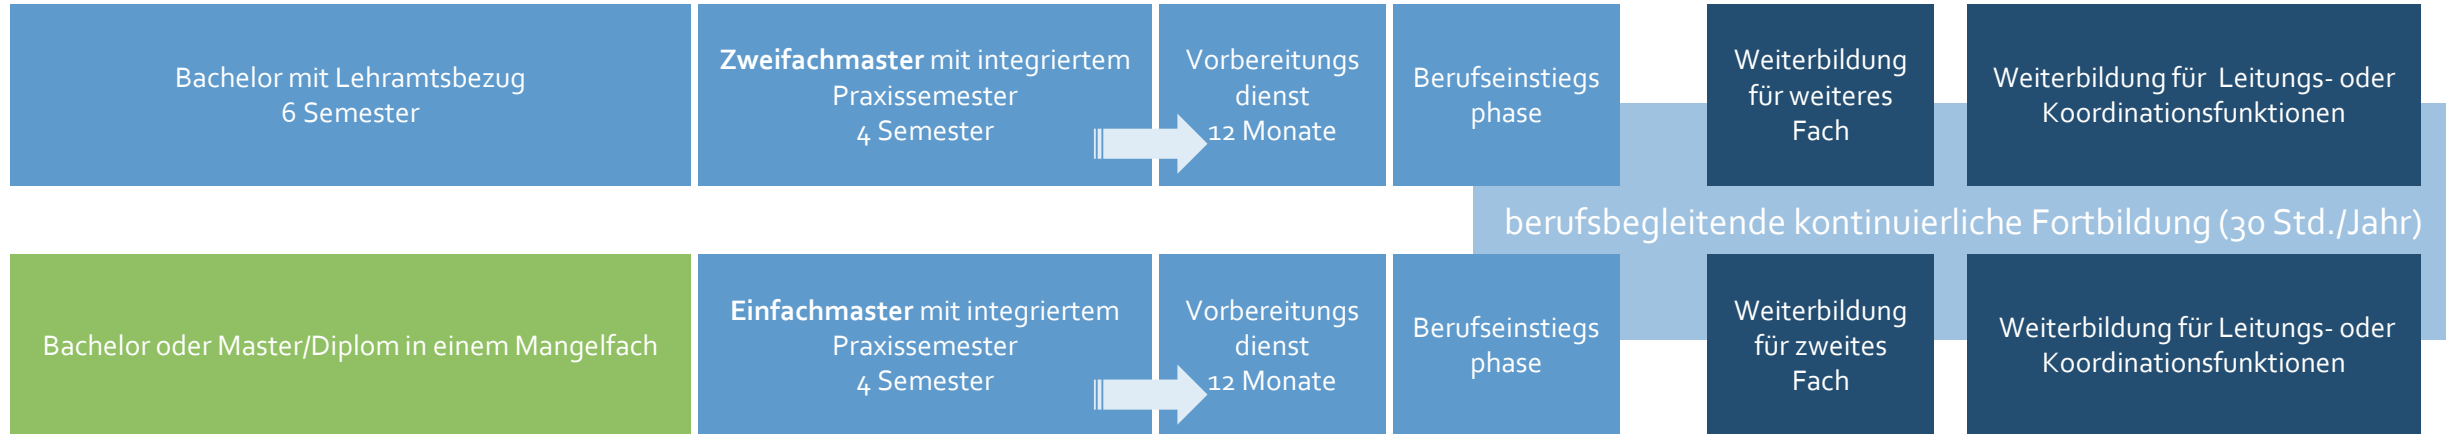 Bachelor mit Lehramtsbezug
6 Semester
Zweifachmaster mit integriertem
Praxissemester
4 Semester
Vorbereitungs
dienst
12 Monate
Berufseinstiegs
phase
Weiterbildung
für weiteres
Fach
Weiterbildung für Leitungs- oder
Koordinationsfunktionen
berufsbegleitende kontinuierliche Fortbildung (30 Std./Jahr)
Bachelor oder Master/Diplom in einem Mangelfach
Einfachmaster mit integriertem
Praxissemester
4 Semester
Vorbereitungs
dienst
12 Monate
Berufseinstiegs
phase
Weiterbildung
für zweites
Fach
Weiterbildung für Leitungs- oder
Koordinationsfunktionen